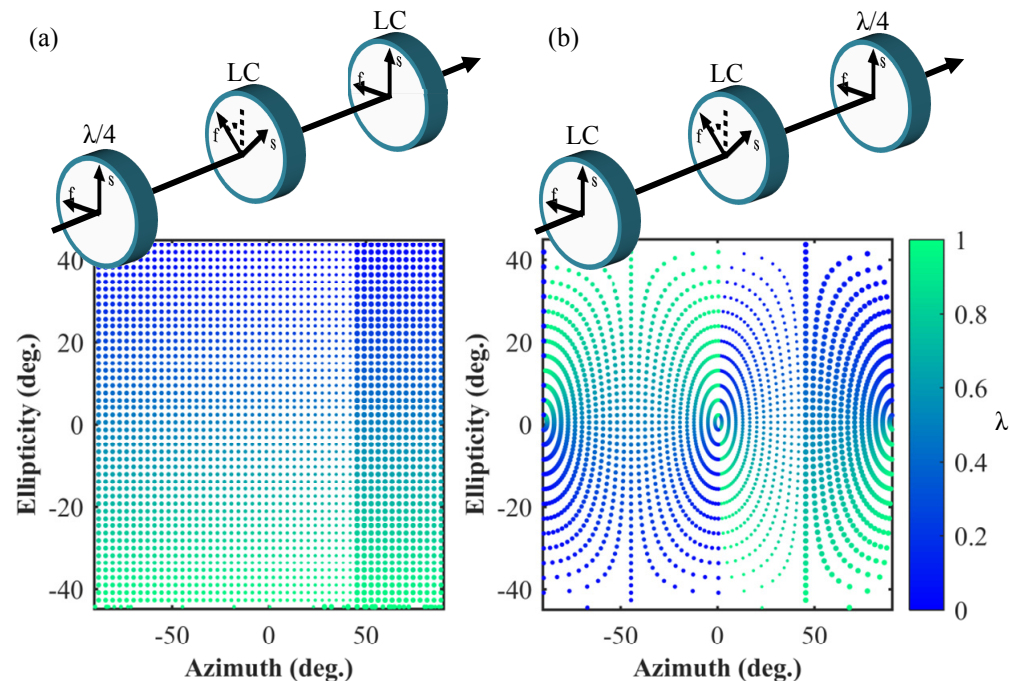 (a)
LC
LC
λ/4
f
s
f
s
f
s
(b)
λ/4
LC
LC
f
s
f
s
f
s
40
20
0
-20
-40
Ellipticity (deg.)
-50
0
50
Azimuth (deg.)
40
20
0
-20
-40
Ellipticity (deg.)
-50
0
50
Azimuth (deg.)
1
0.8
0.6
0.4
0.2
0
λ